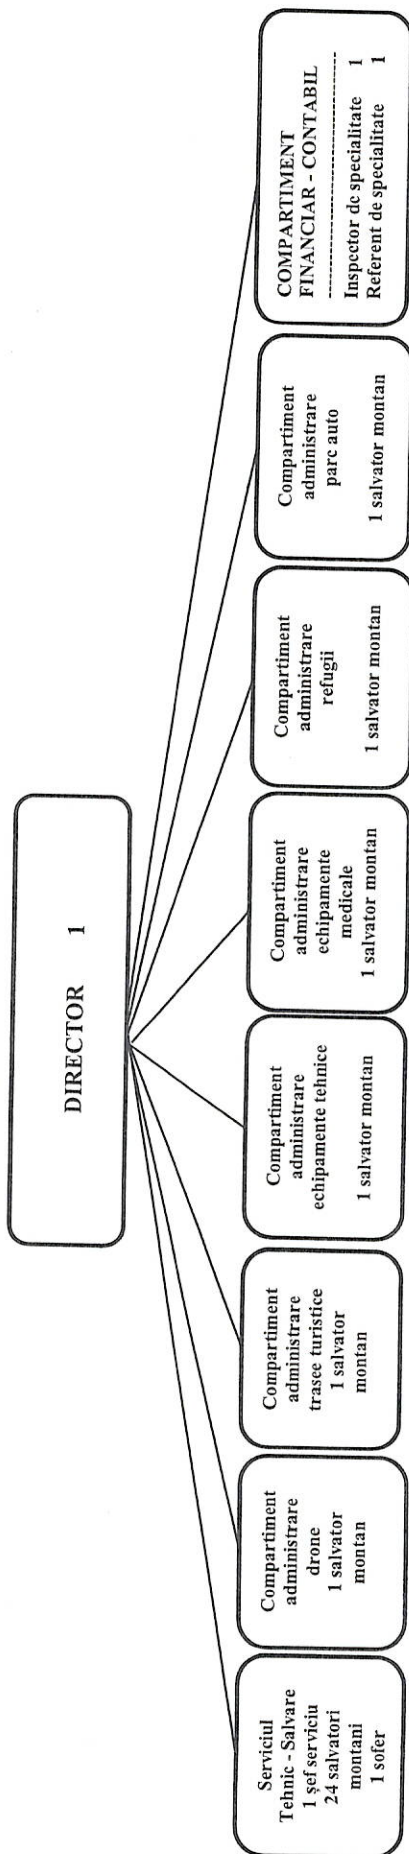 DIRECTOR 1
Serviciul
Tehnic - Salvare
1 șef serviciu
24 salvatori
montani
1 sofer
Compartiment
administrare
drone
1 salvator
montan
Compartiment
administrare
trasee turistice
1 salvator
montan
Compartiment
administrare
echipamente tehnice
1 salvator montan
Compartiment
administrare
echipamente
medicale
1 salvator montan
Compartiment
administrare
refugii
1 salvator montan
Compartiment
administrare
parc auto
1 salvator montan
COMPARTIMENT
FINANCIAR - CONTABIL
Inspector de specialitate 1
Referent de specialitate 1